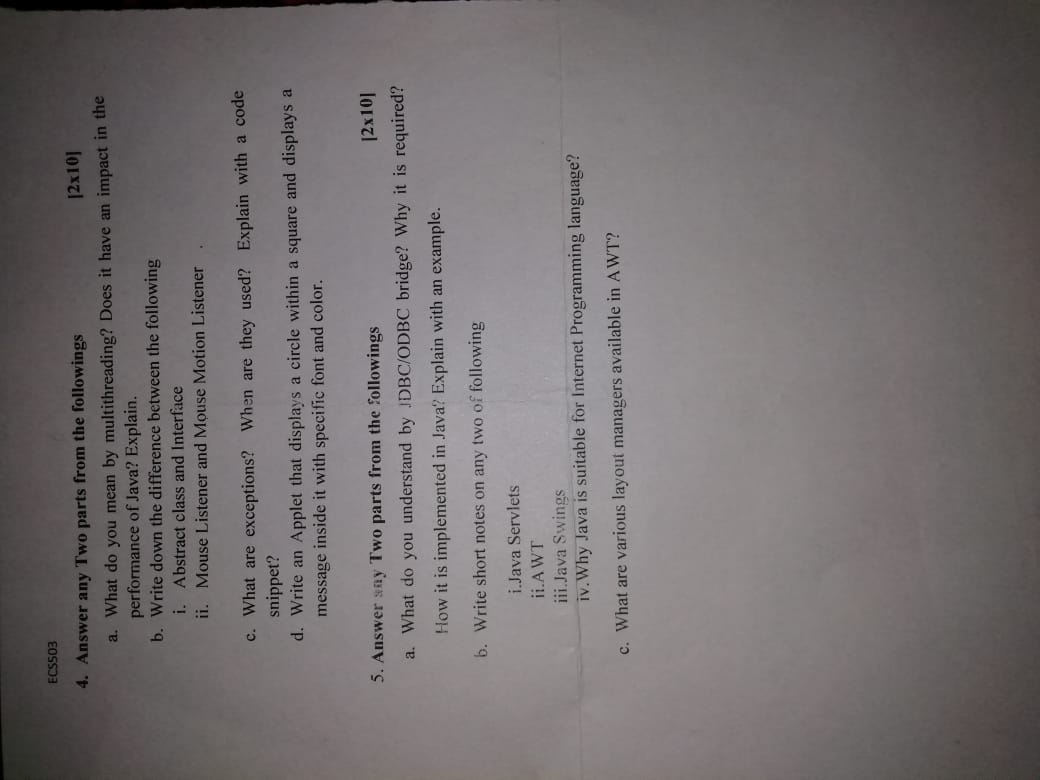 ECS503
4. Answer any Two parts from the followings [2x10]
a. What do you mean by multithreading? Does it have an impact in the
performance of Java? Explain.
b. Write down the difference between the following
i. Abstract class and Interface
ii. Mouse Listener and Mouse Motion Listener
c. What are exceptions? When are they used? Explain with a code
snippet?
d. Write an Applet that displays a circle within a square and displays a
message inside it with specific font and color.
5. Answer any Two parts from the followings [2x10]
a. What do you understand by JDBC/ODBC bridge? Why it is required?
How it is implemented in Java? Explain with an example.
b. Write short notes on any two of following
i.Java Servlets
ii.AWT
iii.Java Swings
iv.Why Java is suitable for Internet Programming language?
c. What are various layout managers available in AWT?